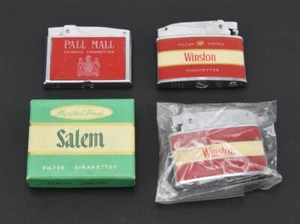 PALL MALL
FAMOUS CIGARETTES
FILTER TIPPED
Winston
CIGARETTES
Menthol Fresh
Salem
FILTER CIGARETTES
Winston